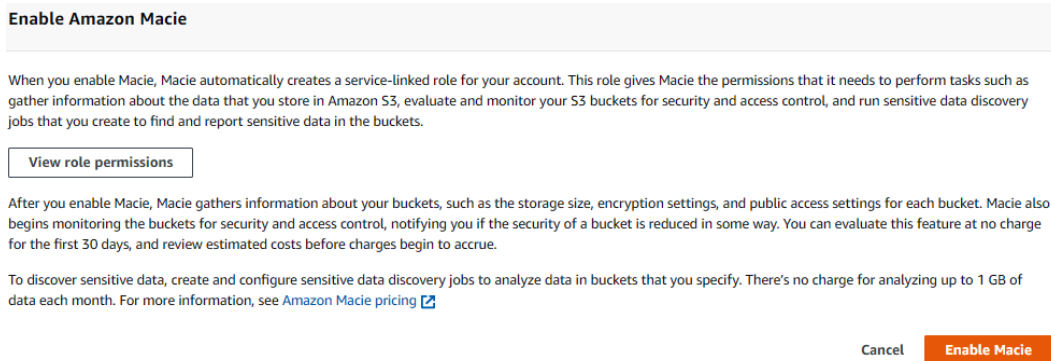 Enable Amazon Macie
When you enable Macie, Macie automatically creates a service-linked role for your account. This role gives Macie the permissions that it needs to perform tasks such as
gather information about the data that you store in Amazon S3, evaluate and monitor your S3 buckets for security and access control, and run sensitive data discovery
jobs that you create to find and report sensitive data in the buckets.
View role permissions
After you enable Macie, Macie gathers information about your buckets, such as the storage size, encryption settings, and public access settings for each bucket. Macie also
begins monitoring the buckets for security and access control, notifying you if the security of a bucket is reduced in some way. You can evaluate this feature at no charge
for the first 30 days, and review estimated costs before charges begin to accrue.
To discover sensitive data, create and configure sensitive data discovery jobs to analyze data in buckets that you specify. There's no charge for analyzing up to 1 GB of
data each month. For more information, see Amazon Macie pricing
Cancel Enable Macie